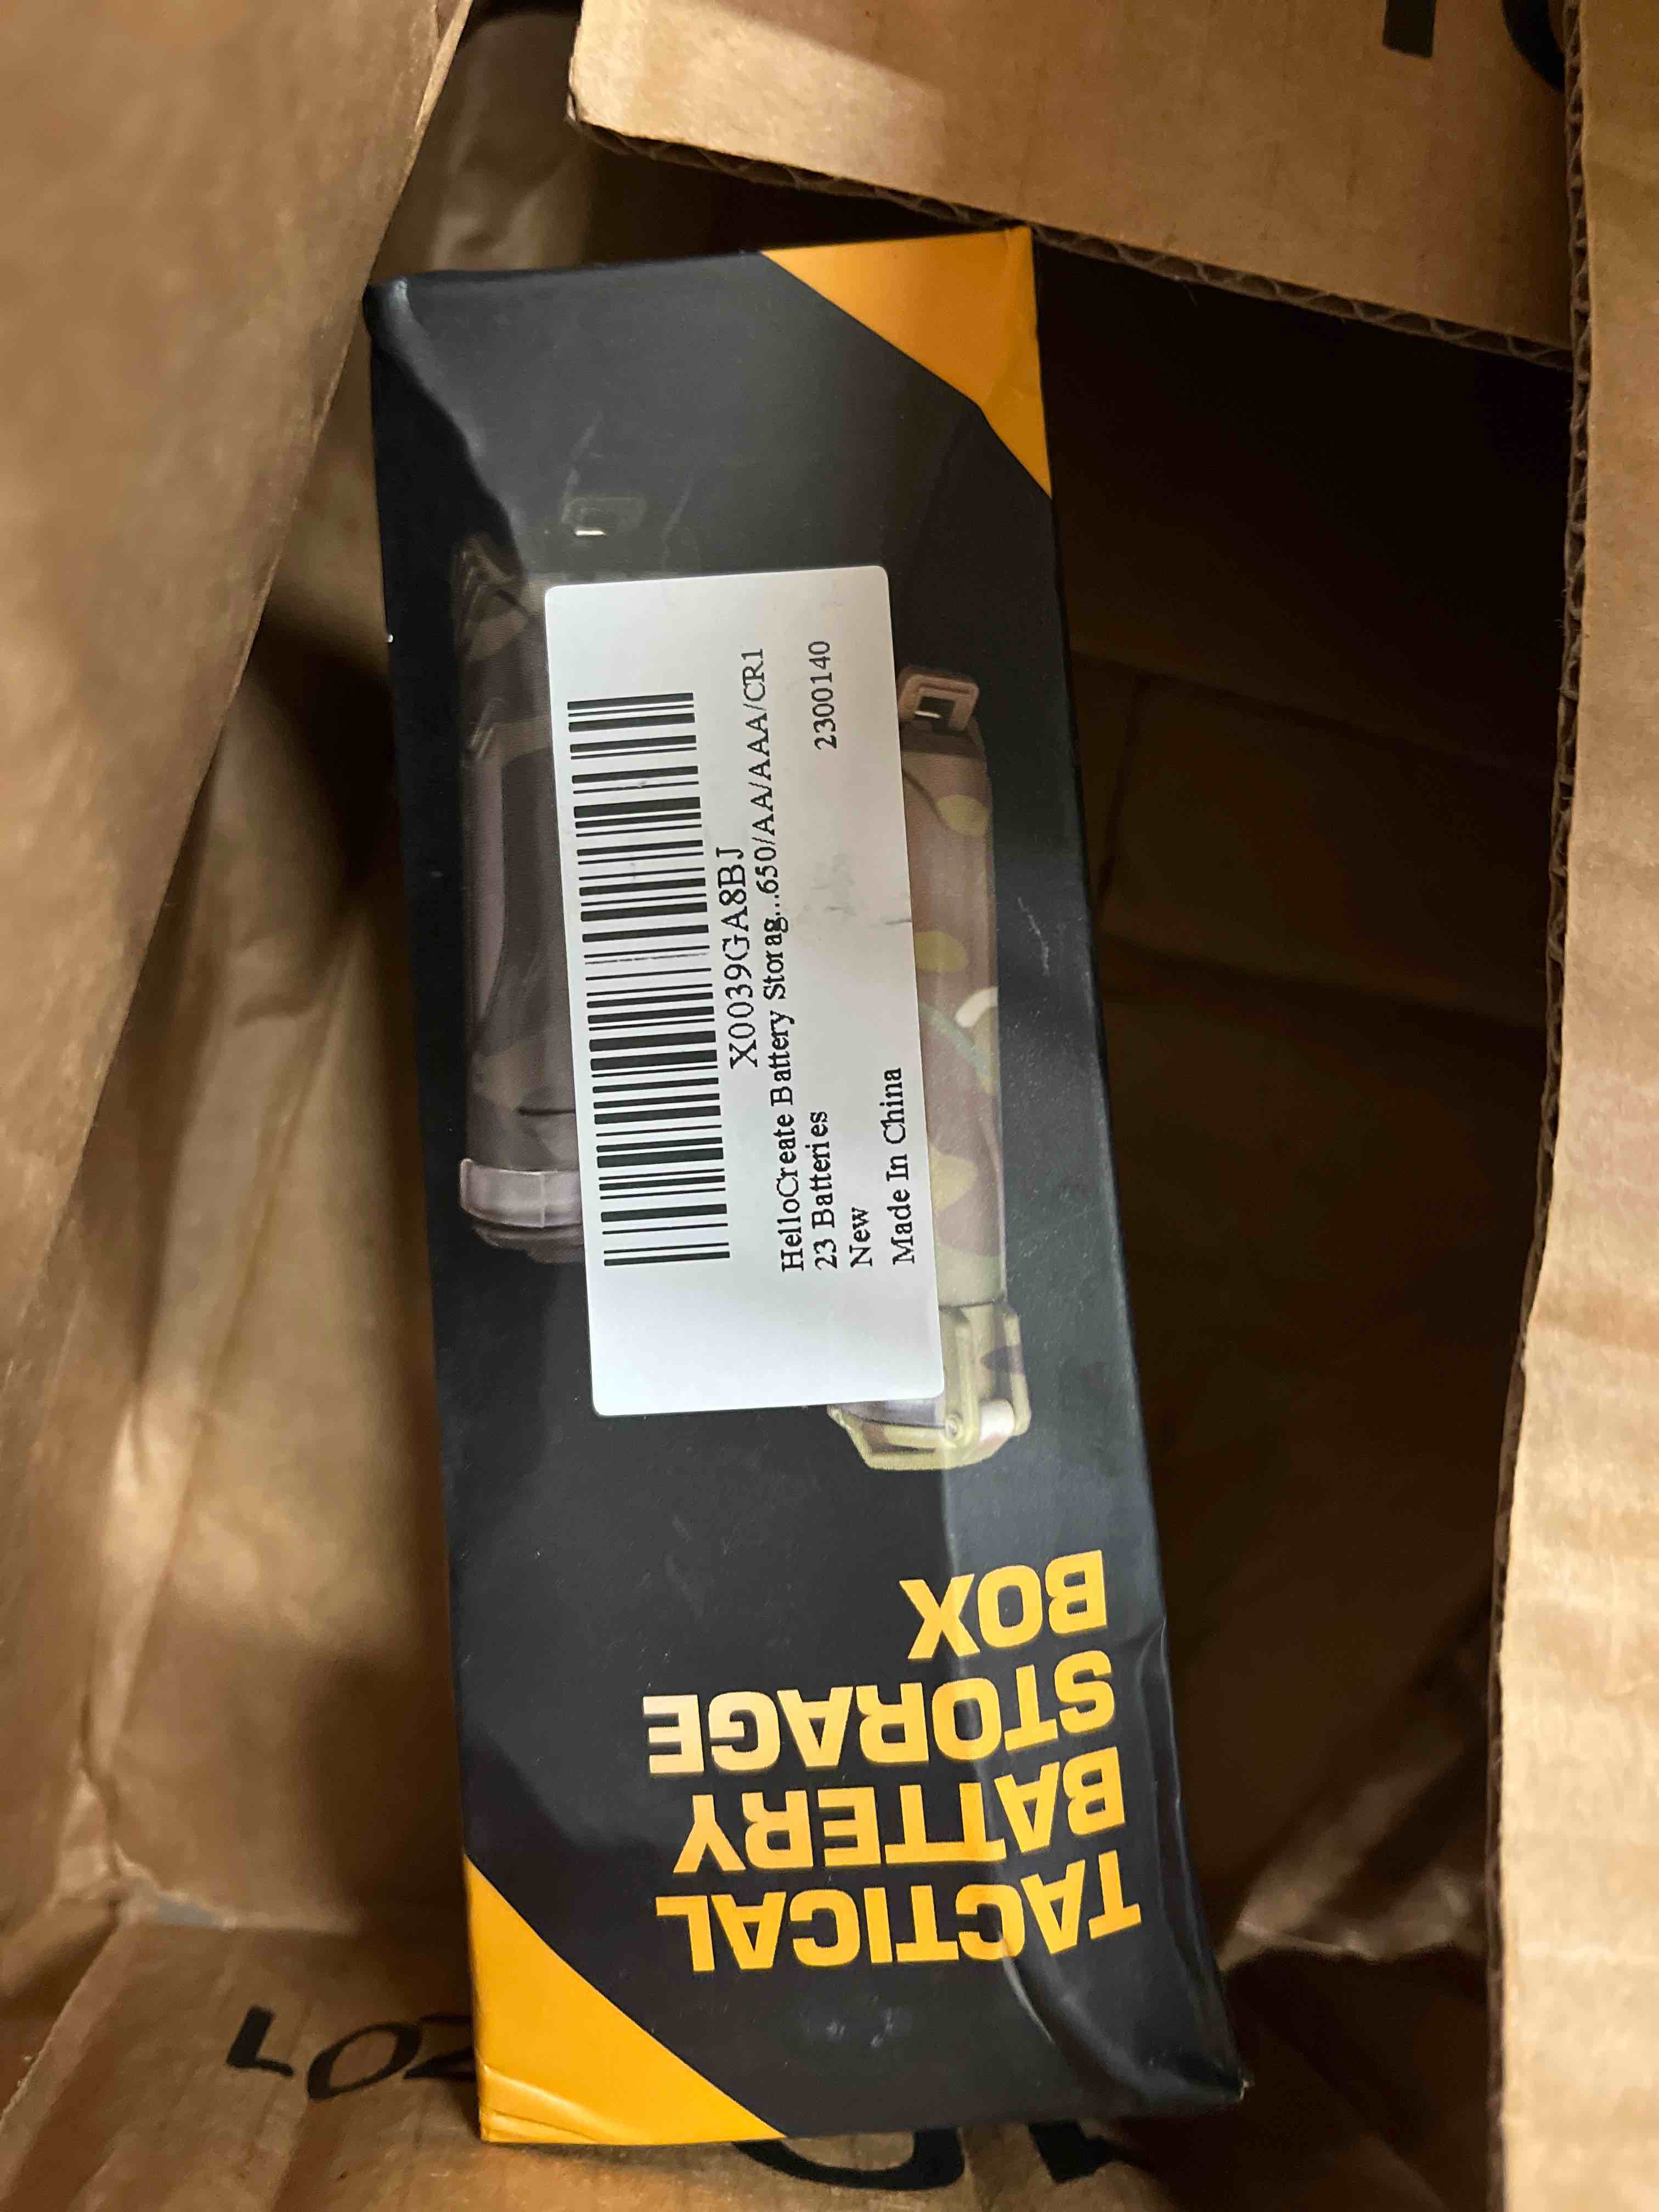 TACTICAL
BATTERY
STORAGE
BOX
X0039GA8BJ
HelloCreate Battery Storag...650/AA/AAA/CR1
23 Batteries
New 2300140
Made In China